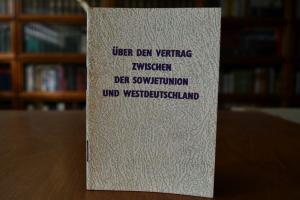 ÜBER DEN VERTRAG
ZWISCHEN
DER SOWJETUNION
UND WESTDEUTSCHLAND